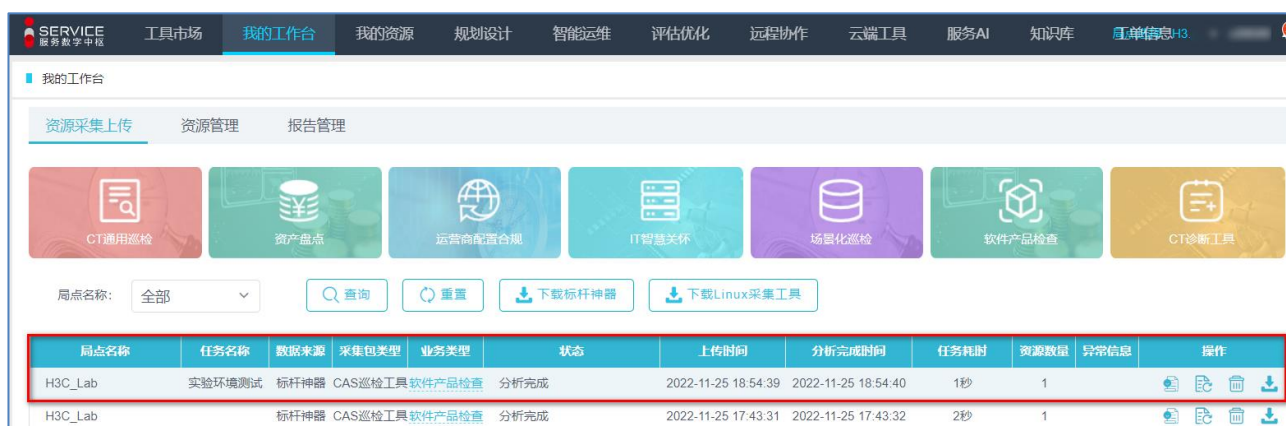 SERVICE
服务数字中枢
工具市场 我的工作台 我的资源 规划设计 智能运维 评估优化 远程协作 云端工具 服务AI 知识库 工单信息 H3
我的工作台
资源采集上传 资源管理 报告管理
CT通用巡检 资产盘点 运营商配置合规 IT智慧关怀 场景化巡检 软件产品检查 CT诊断工具
局点名称: 全部 查询 重置 下载标杆神器 下载Linux采集工具
局点名称 任务名称 数据来源 采集包类型 业务类型 状态 上传时间 分析完成时间 任务耗时 资源数量 异常信息 操作
H3C_Lab 实验环境测试 标杆神器 CAS巡检工具 软件产品检查 分析完成 2022-11-25 18:54:39 2022-11-25 18:54:40 1秒 1
H3C_Lab 标杆神器 CAS巡检工具 软件产品检查 分析完成 2022-11-25 17:43:31 2022-11-25 17:43:32 2秒 1